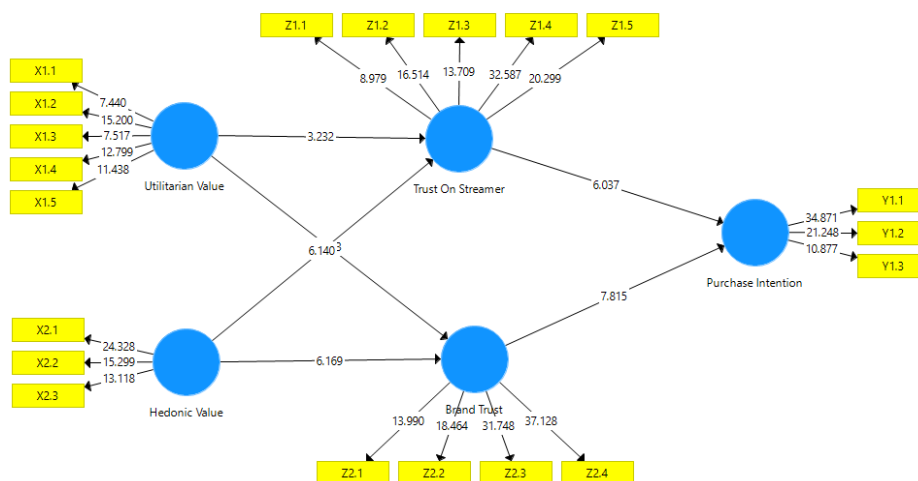 Z1.1 Z1.2 Z1.3 Z1.4 Z1.5
8.979 16.514 13.709 32.587 20.299
X1.1
X1.2
X1.3
X1.4
X1.5
7.440
15.200
7.517
12.799
11.438
Utilitarian Value
3.232
Trust On Streamer
6.037
6.140
Y1.1
Y1.2
Y1.3
34.871
21.248
10.877
Purchase Intention
7.815
X2.1
X2.2
X2.3
24.328
15.299
13.118
Hedonic Value
6.169
Brand Trust
13.990 18.464 31.748 37.128
Z2.1 Z2.2 Z2.3 Z2.4